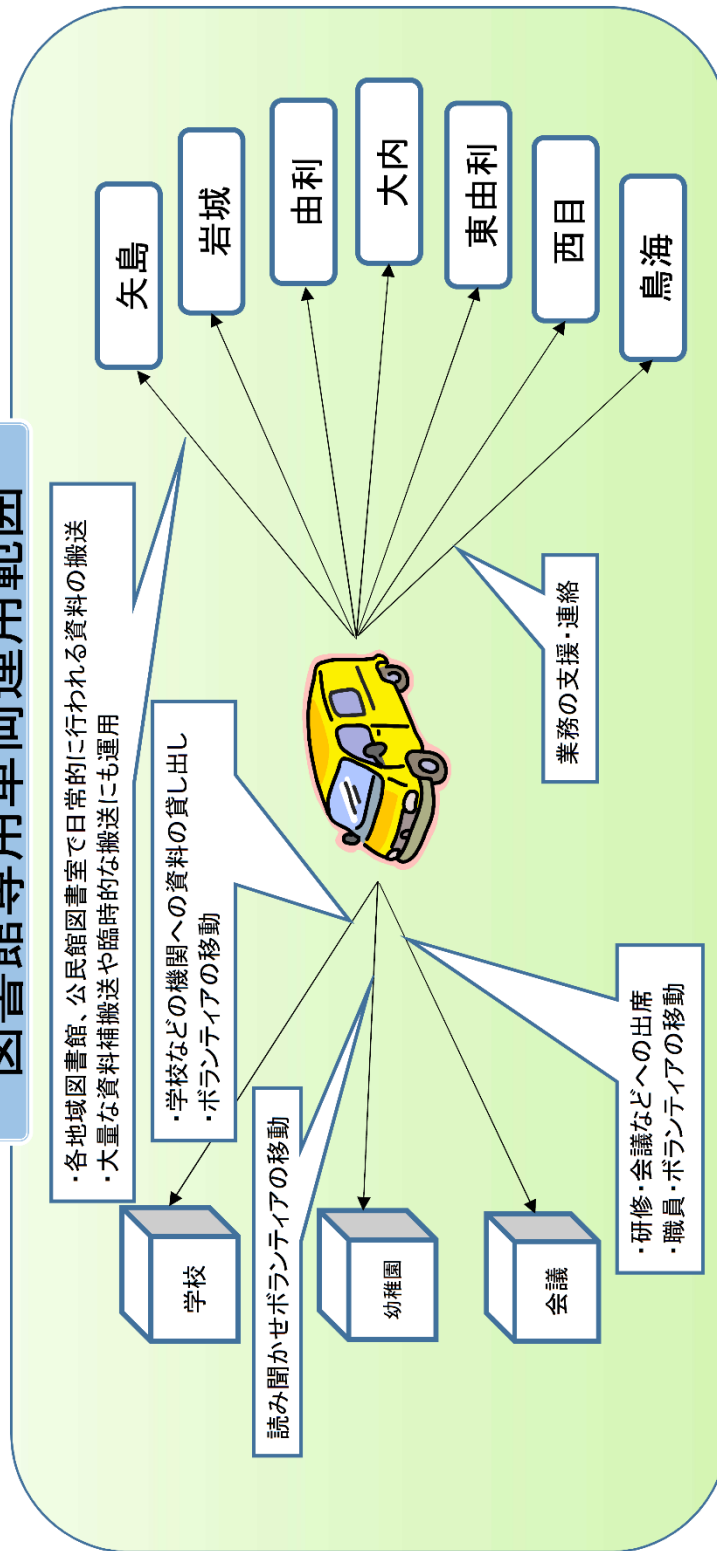 図書館専用車両運用範囲
・各地域図書館、公民館図書室で日常的に行われる資料の搬送
・大量な資料補搬送や臨時的な搬送にも運用
・学校などの機関への資料の貸し出し
・ボランティアの移動
学校
読み聞かせボランティアの移動
幼稚園
会議
・研修・会議などへの出席
・職員・ボランティアの移動
業務の支援・連絡
矢島
岩城
由利
大内
東由利
西目
鳥海